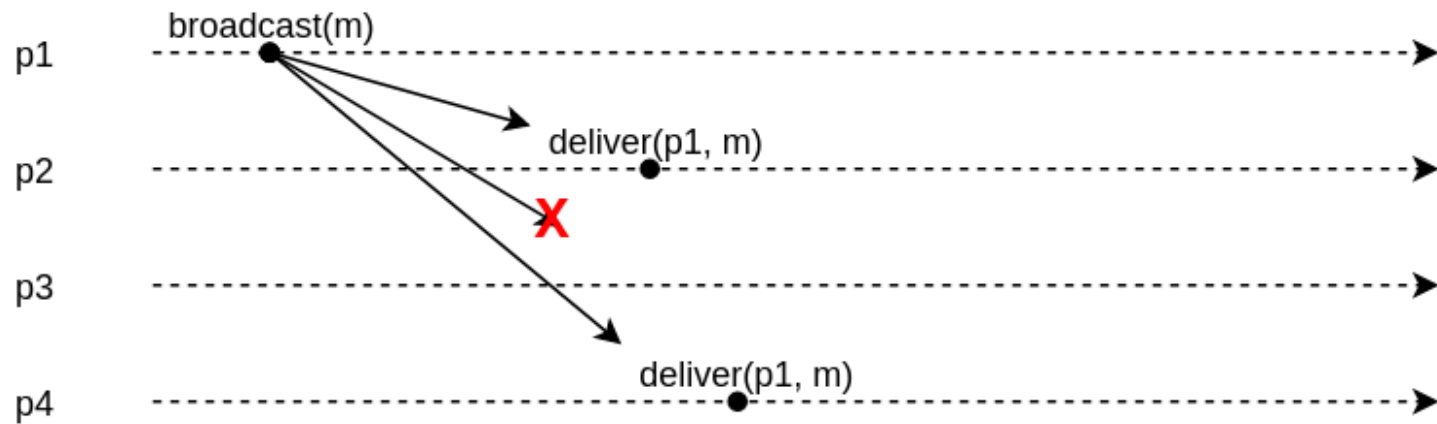 broadcast(m)
p1
deliver(p1, m)
p2
X
p3
deliver(p1, m)
p4